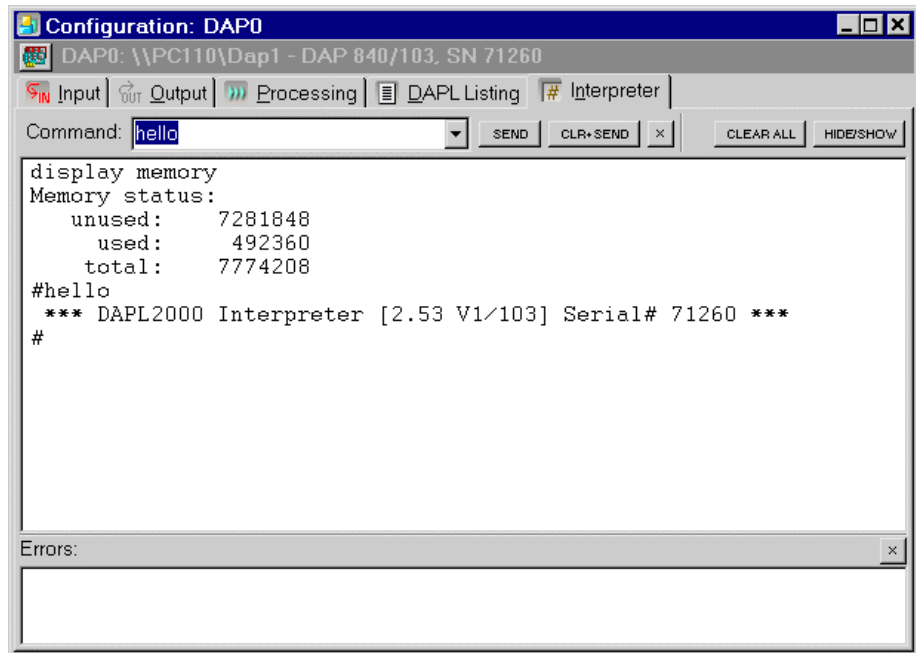 Configuration: DAP0
DAP0: \\PC110\Dap1 - DAP 840/103, SN 71260
IN Input OUT Output Processing DAPL Listing # Interpreter
Command: hello SEND CLR+SEND × CLEAR ALL HIDE/SHOW
display memory
Memory status:
unused: 7281848
used: 492360
total: 7774208
#hello
*** DAPL2000 Interpreter [2.53 V1/103] Serial# 71260 ***
#
Errors: ×